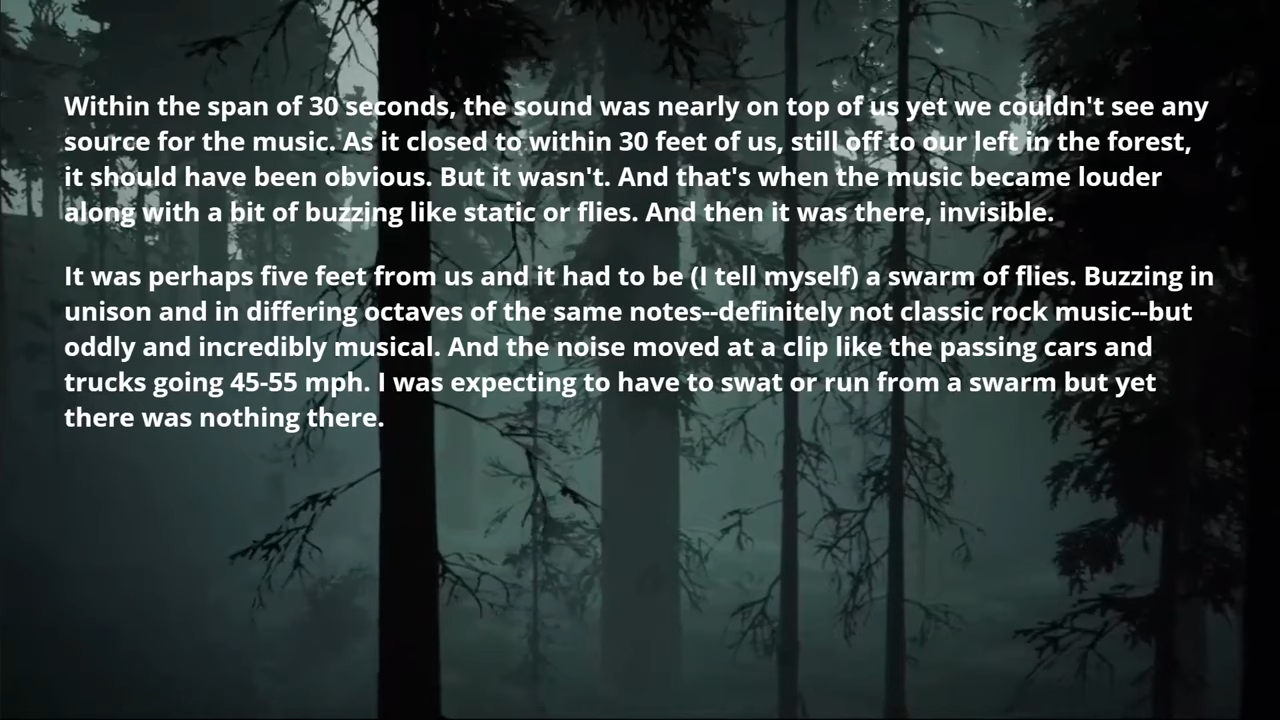 Within the span of 30 seconds, the sound was nearly on top of us yet we couldn't see any
source for the music. As it closed to within 30 feet of us, still off to our left in the forest,
it should have been obvious. But it wasn't. And that's when the music became louder
along with a bit of buzzing like static or flies. And then it was there, invisible.
It was perhaps five feet from us and it had to be (I tell myself) a swarm of flies. Buzzing in
unison and in differing octaves of the same notes--definitely not classic rock music--but
oddly and incredibly musical. And the noise moved at a clip like the passing cars and
trucks going 45-55 mph. I was expecting to have to swat or run from a swarm but yet
there was nothing there.